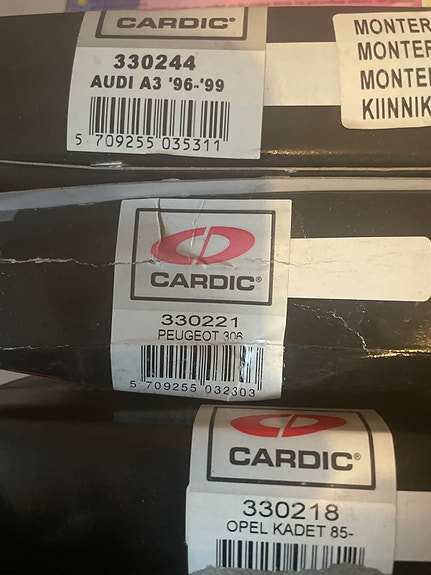 CARDIC®
330244
AUDI A3 '96-'99
5 709255 035311
MONTER
MONTER
MONTE
KIINNIK
CARDIC®
330221
PEUGEOT 306
5 709255 032303
CARDIC®
330218
OPEL KADET 85-